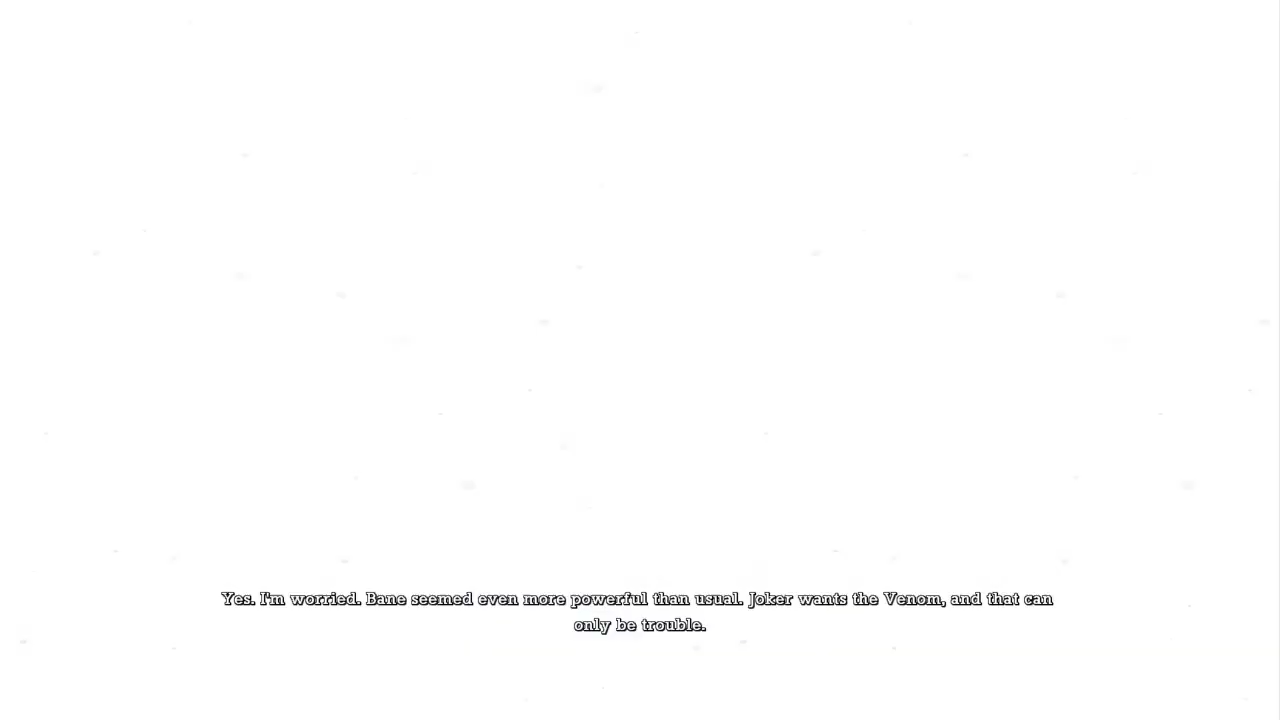 Yes. I'm worried. Bane seemed even more powerful than usual. Joker wants the Venom, and that can
only be trouble.